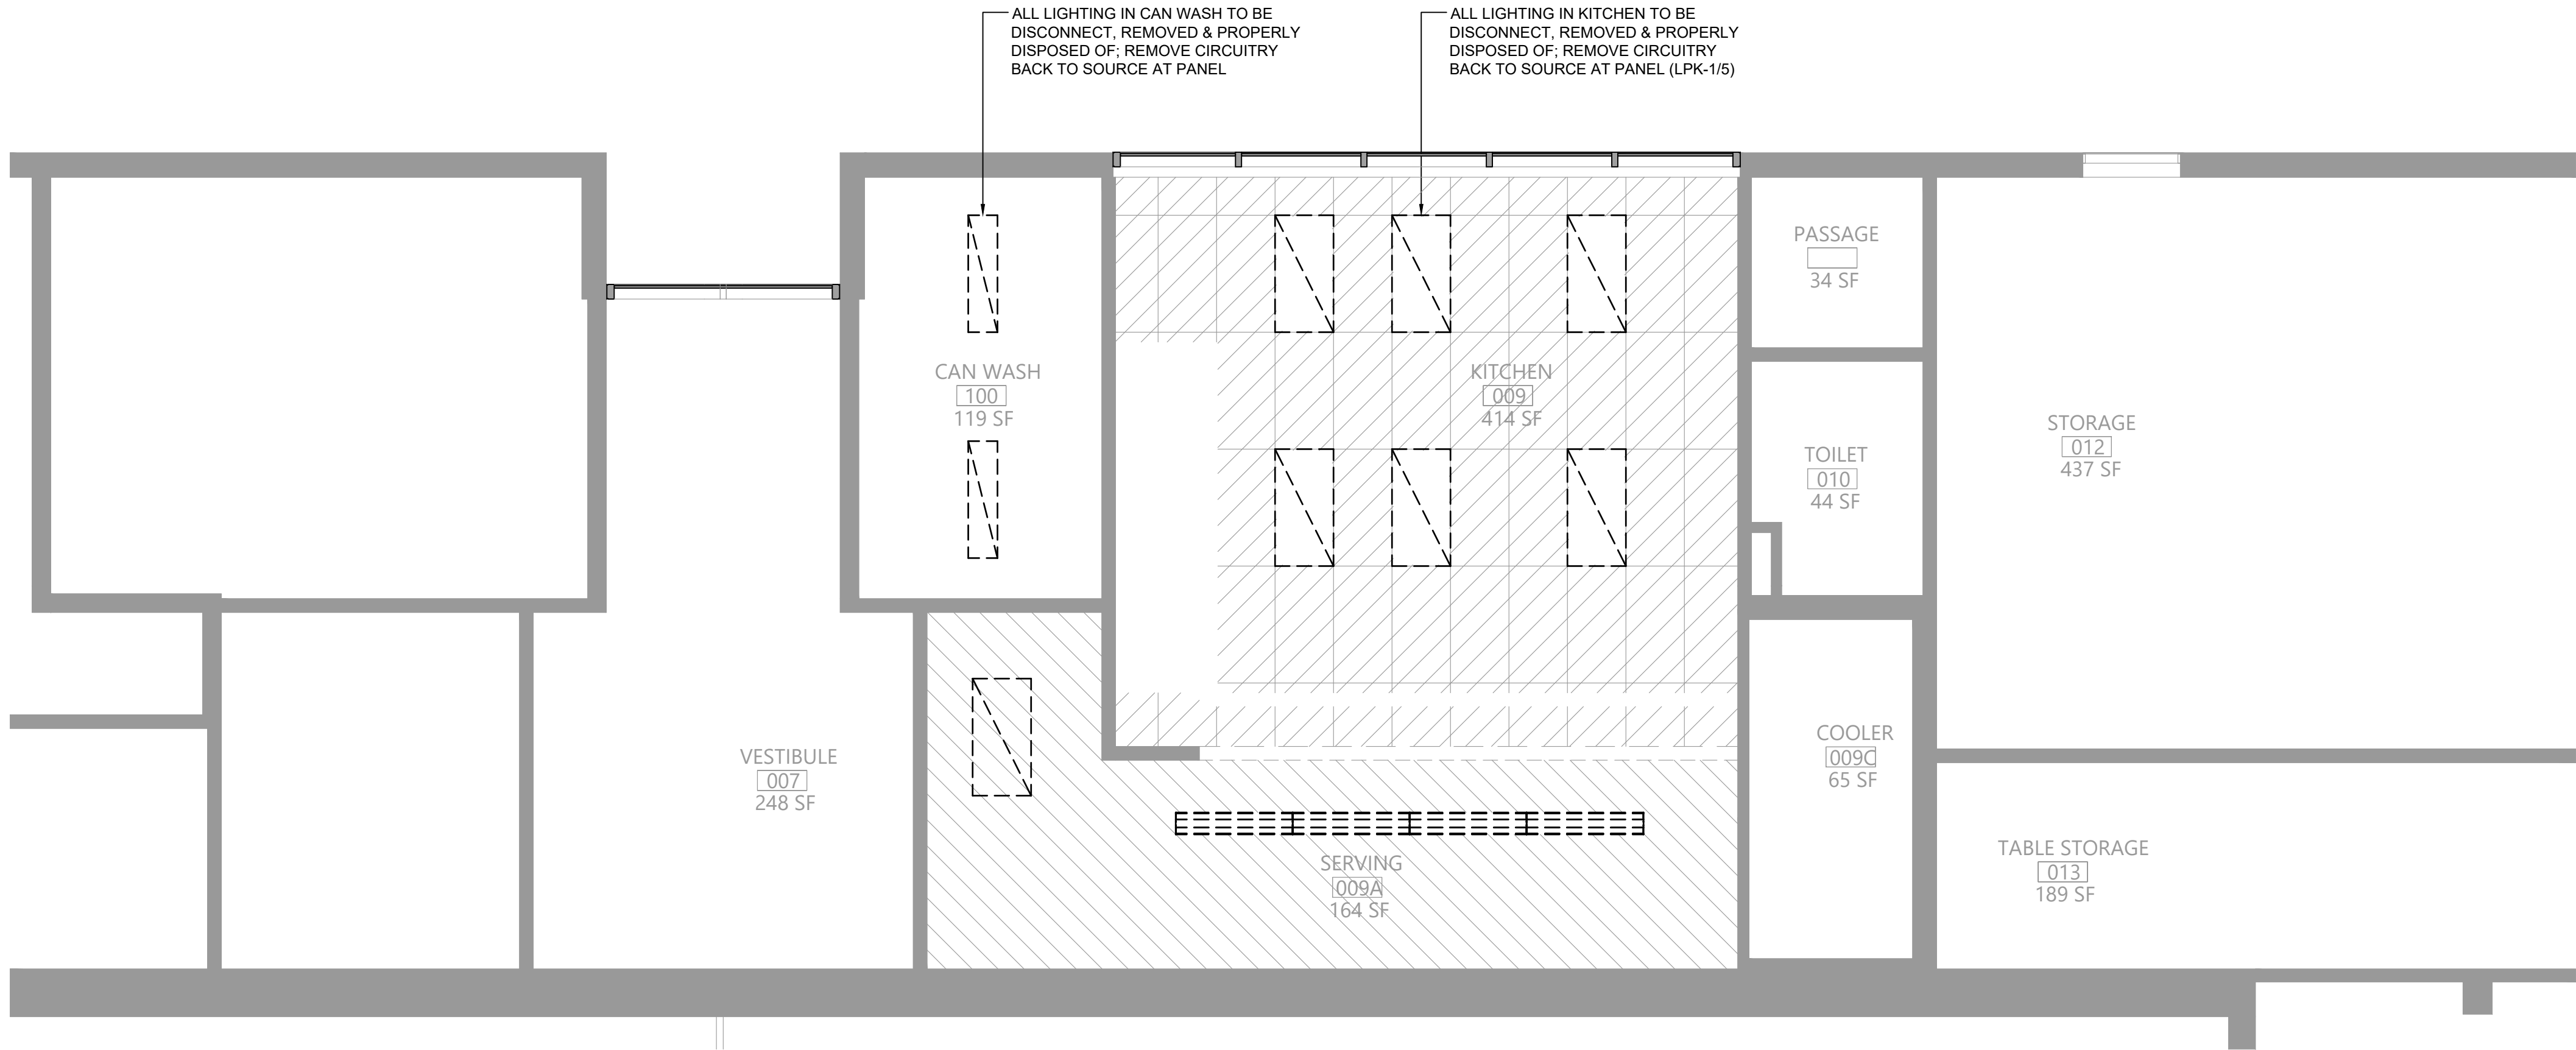 ALL LIGHTING IN CAN WASH TO BE
DISCONNECT, REMOVED & PROPERLY
DISPOSED OF; REMOVE CIRCUITRY
BACK TO SOURCE AT PANEL
ALL LIGHTING IN KITCHEN TO BE
DISCONNECT, REMOVED & PROPERLY
DISPOSED OF; REMOVE CIRCUITRY
BACK TO SOURCE AT PANEL (LPK-1/5)
PASSAGE
34 SF
CAN WASH
100
119 SF
KITCHEN
009
414 SF
STORAGE
012
437 SF
TOILET
010
44 SF
VESTIBULE
007
248 SF
COOLER
009C
65 SF
SERVING
009A
164 SF
TABLE STORAGE
013
189 SF